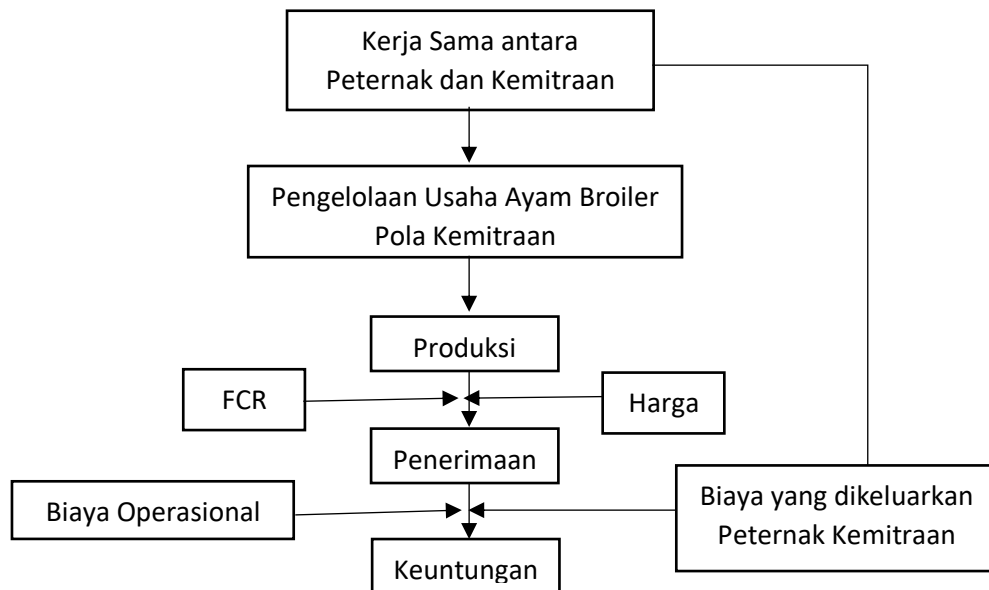 Kerja Sama antara
Peternak dan Kemitraan
Pengelolaan Usaha Ayam Broiler
Pola Kemitraan
Produksi
FCR
Harga
Penerimaan
Biaya Operasional
Biaya yang dikeluarkan
Peternak Kemitraan
Keuntungan